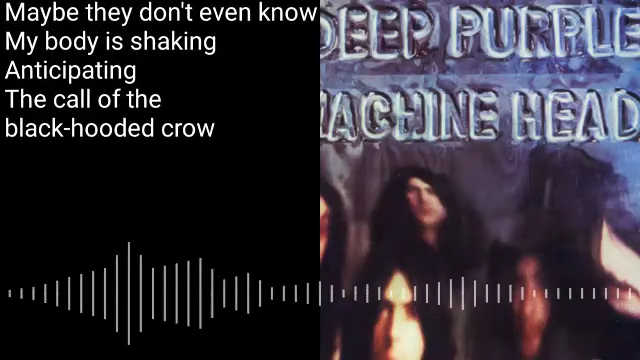 Maybe they don't even know
My body is shaking
Anticipating
The call of the
black-hooded crow
DEEP PURPLE
MACHINE HEAD